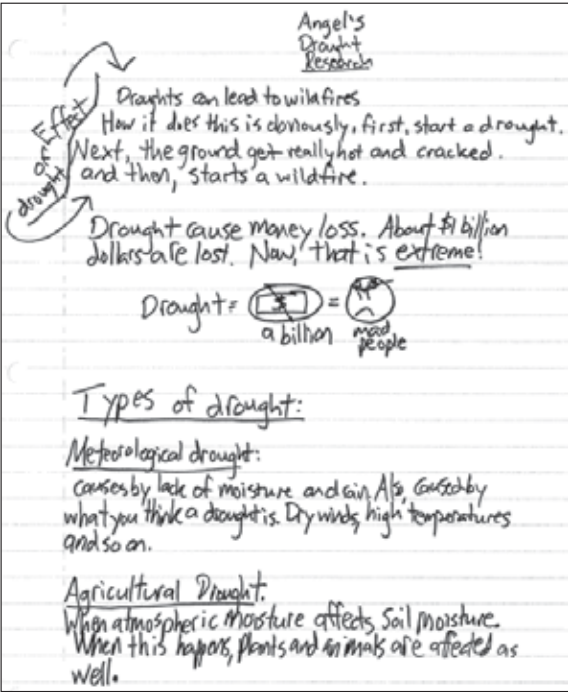 Angel's
Draught
Research
drought an Effect
Draughts can lead to wildfires
How it does this is obviously, first, start a drought.
Next, the ground get really hot and cracked.
and then, starts a wildfire.
Drought cause money loss. About $1 billion
dollars are lost. Now, that is extreme!
Drought = $ =
a billion mad
people
Types of drought:
Meteorological drought:
causes by lack of moisture and rain. Also, caused by
what you think a drought is. Dry winds, high temperatures
and so on.
Agricultural Drought.
When atmospheric moisture affects Soil moisture.
When this happens, plants and animals are affected as
well.